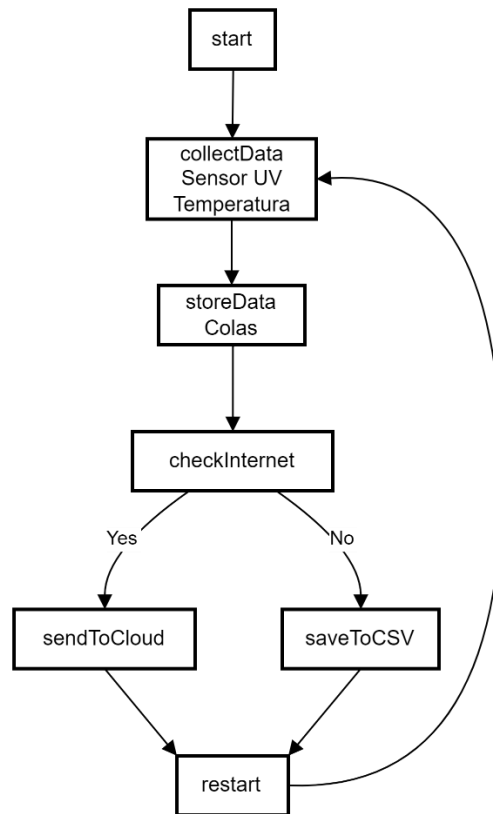 start
collectData
Sensor UV
Temperatura
storeData
Colas
checkInternet
Yes
No
sendToCloud
saveToCSV
restart